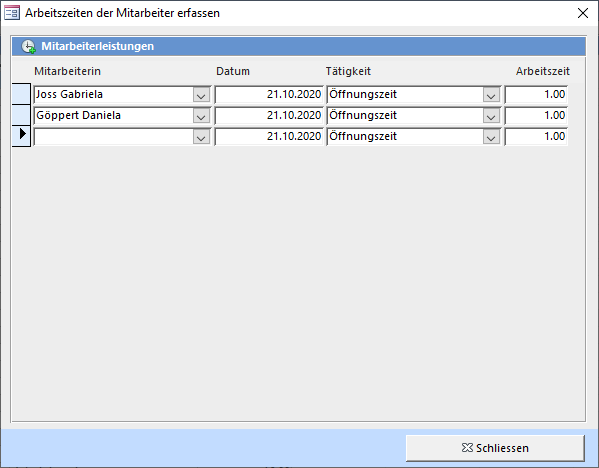 Arbeitszeiten der Mitarbeiter erfassen
Mitarbeiterleistungen
Mitarbeiterin Datum Tätigkeit Arbeitszeit
Joss Gabriela 21.10.2020 Öffnungszeit 1.00
Göppert Daniela 21.10.2020 Öffnungszeit 1.00
21.10.2020 Öffnungszeit 1.00
Schliessen